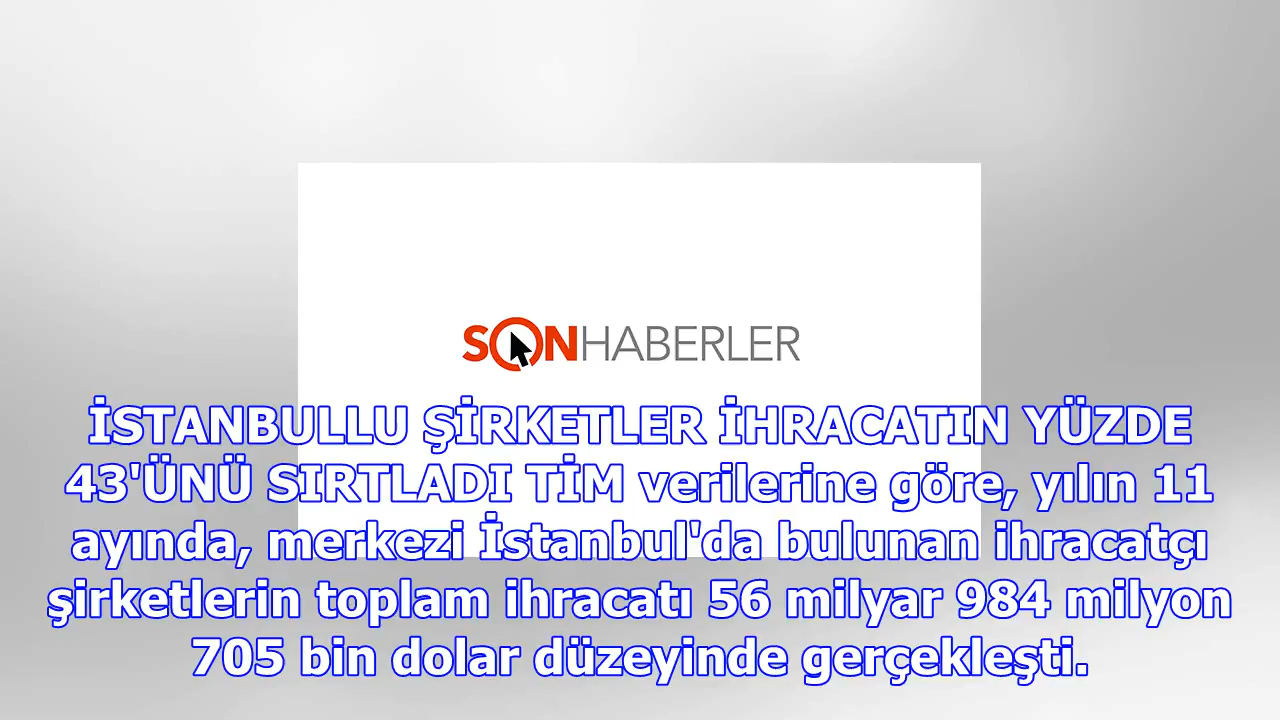 SONHABERLER
İSTANBULLU ŞİRKETLER İHRACATIN YÜZDE
43'ÜNÜ SIRTLADI TİM verilerine göre, yılın 11
ayında, merkezi İstanbul'da bulunan ihracatçı
şirketlerin toplam ihracatı 56 milyar 984 milyon
705 bin dolar düzeyinde gerçekleşti.